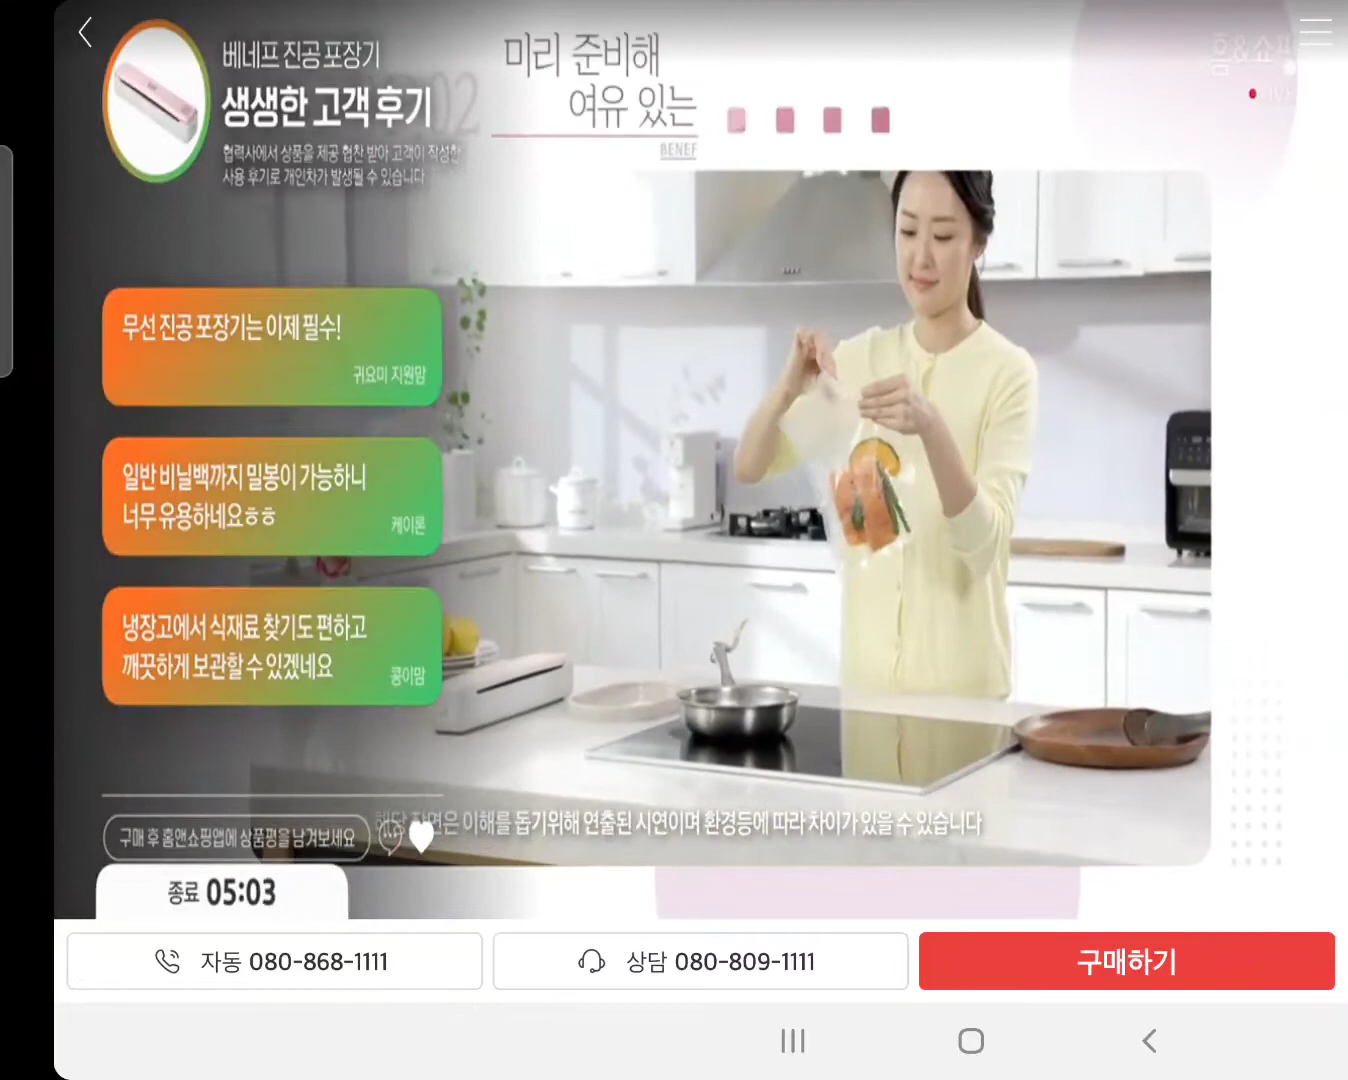 베네프 진공 포장기
생생한 고객 후기
협력사에서 상품을 제공 협찬 받아 고객이 작성한
사용 후기로 개인차가 발생될 수 있습니다
02
미리 준비해
여유 있는
BENEF
홈&쇼핑
무선 진공 포장기는 이제 필수!
귀요미 지원맘
일반 비닐백까지 밀봉이 가능하니
너무 유용하네요ㅎㅎ
케이론
냉장고에서 식재료 찾기도 편하고
깨끗하게 보관할 수 있겠네요
콩이맘
해당 장면은 이해를 돕기위해 연출된 시연이며 환경등에 따라 차이가 있을 수 있습니다
구매 후 홈앤쇼핑앱에 상품평을 남겨보세요
종료 05:03
자동 080-868-1111
상담 080-809-1111
구매하기